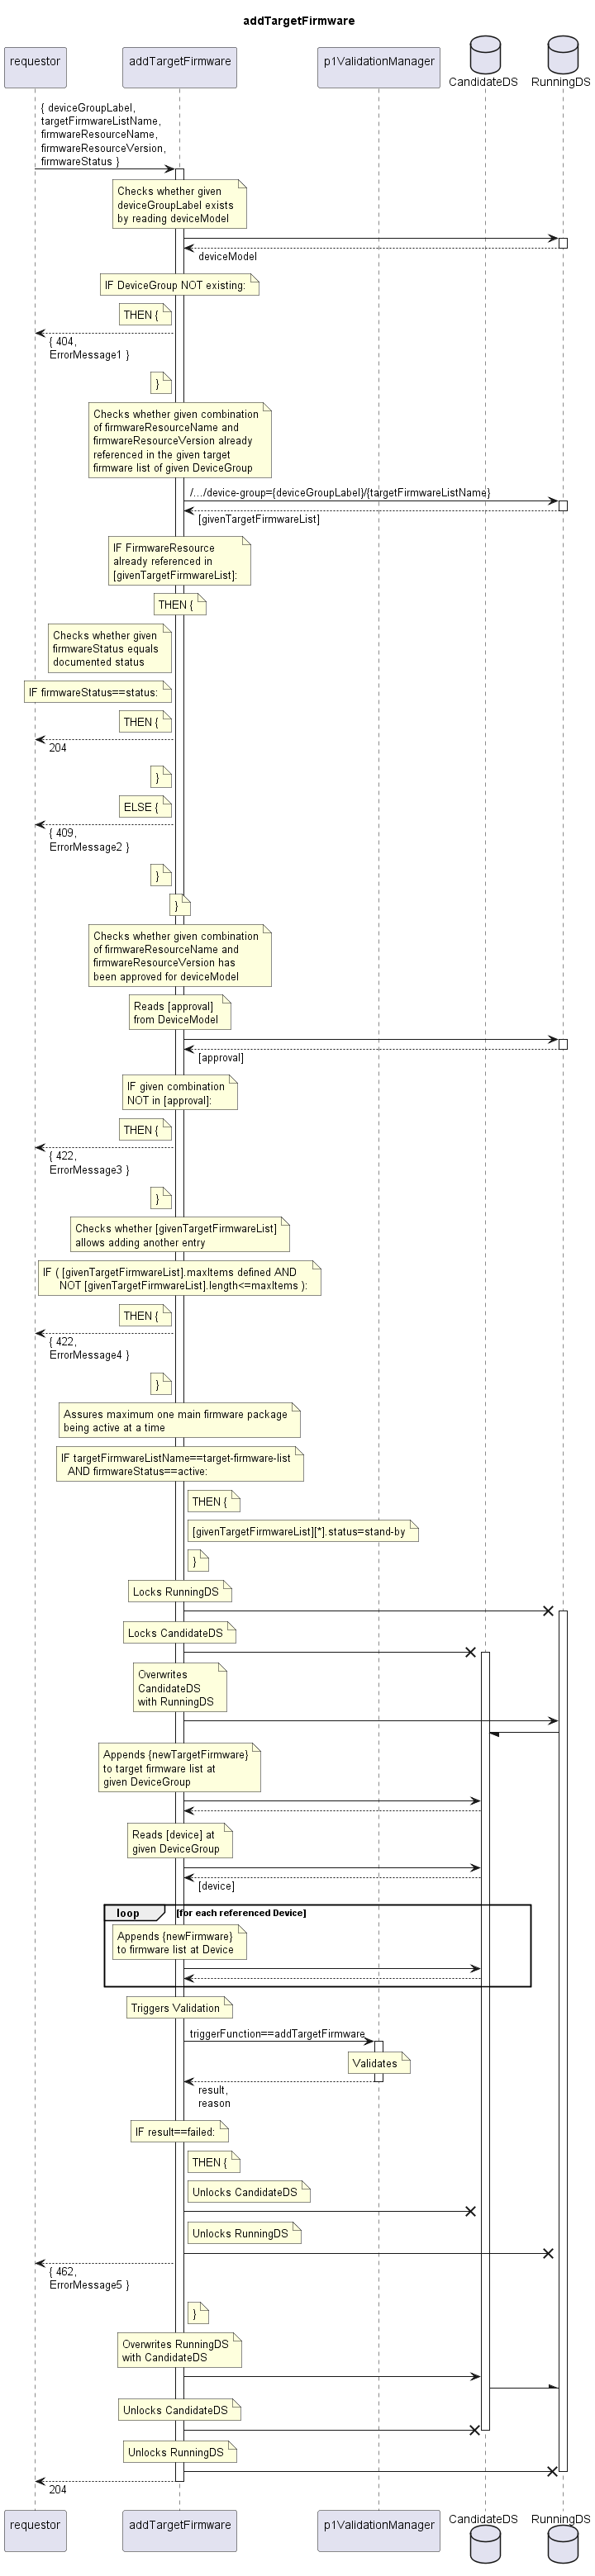 addTargetFirmware
requestor
addTargetFirmware
p1ValidationManager
CandidateDS
RunningDS
{ deviceGroupLabel,
targetFirmwareListName,
firmwareResourceName,
firmwareResourceVersion,
firmwareStatus }
Checks whether given
deviceGroupLabel exists
by reading deviceModel
deviceModel
IF DeviceGroup NOT existing:
THEN {
{ 404,
ErrorMessage1 }
}
Checks whether given combination
of firmwareResourceName and
firmwareResourceVersion already
referenced in the given target
firmware list of given DeviceGroup
/.../device-group={deviceGroupLabel}/{targetFirmwareListName}
[givenTargetFirmwareList]
IF FirmwareResource
already referenced in
[givenTargetFirmwareList]:
THEN {
Checks whether given
firmwareStatus equals
documented status
IF firmwareStatus==status:
THEN {
204
}
ELSE {
{ 409,
ErrorMessage2 }
}
}
Checks whether given combination
of firmwareResourceName and
firmwareResourceVersion has
been approved for deviceModel
Reads [approval]
from DeviceModel
[approval]
IF given combination
NOT in [approval]:
THEN {
{ 422,
ErrorMessage3 }
}
Checks whether [givenTargetFirmwareList]
allows adding another entry
IF ( [givenTargetFirmwareList].maxItems defined AND
NOT [givenTargetFirmwareList].length<=maxItems ):
THEN {
{ 422,
ErrorMessage4 }
}
Assures maximum one main firmware package
being active at a time
IF targetFirmwareListName==target-firmware-list
AND firmwareStatus==active:
THEN {
[givenTargetFirmwareList][*].status=stand-by
}
Locks RunningDS
Locks CandidateDS
Overwrites
CandidateDS
with RunningDS
Appends {newTargetFirmware}
to target firmware list at
given DeviceGroup
Reads [device] at
given DeviceGroup
[device]
loop [for each referenced Device]
Appends {newFirmware}
to firmware list at Device
Triggers Validation
triggerFunction==addTargetFirmware
Validates
result,
reason
IF result==failed:
THEN {
Unlocks CandidateDS
Unlocks RunningDS
{ 462,
ErrorMessage5 }
}
Overwrites RunningDS
with CandidateDS
Unlocks CandidateDS
Unlocks RunningDS
204
requestor
addTargetFirmware
p1ValidationManager
CandidateDS
RunningDS